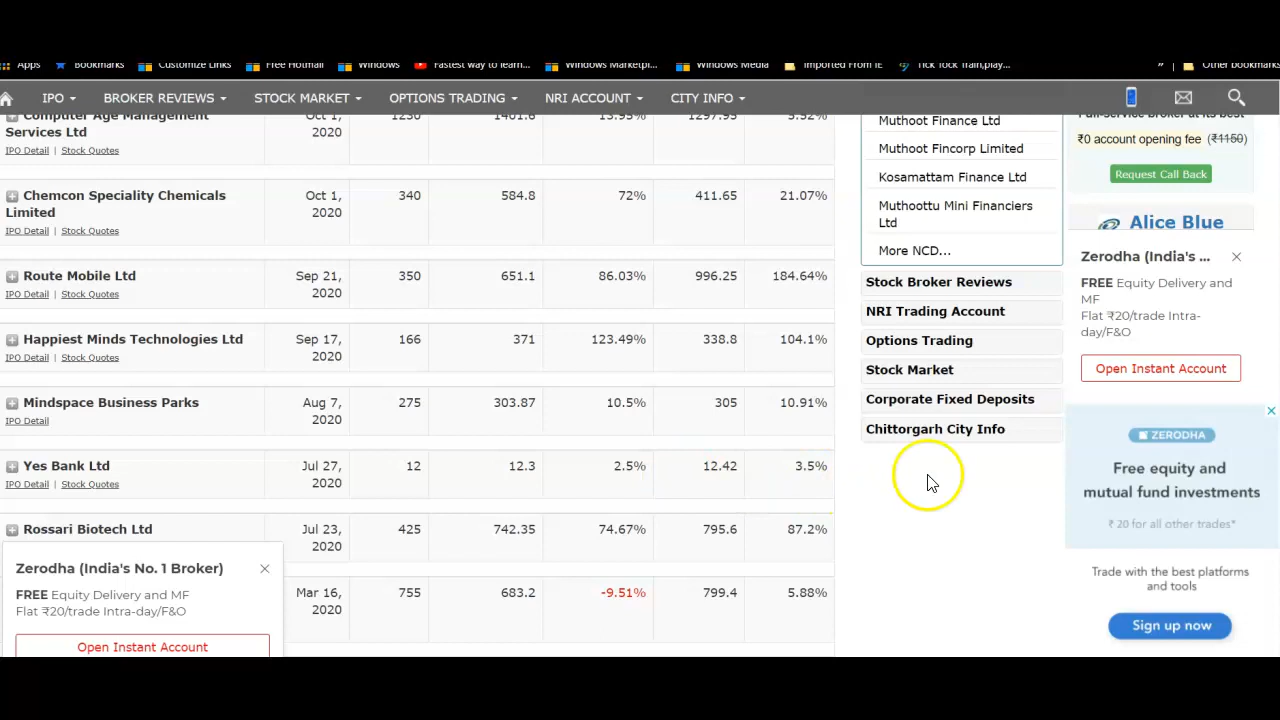 Apps Bookmarks Customize Links Free Hotmail Windows Fastest way to learn... Windows Marketpl... Windows Media Imported From IE Tick Tock Train,play... » Other bookmarks
IPO BROKER REVIEWS STOCK MARKET OPTIONS TRADING NRI ACCOUNT CITY INFO
Computer Age Management
Services Ltd
IPO Detail | Stock Quotes
Oct 1,
2020
1230 1401.6 13.95% 1297.95 5.52%
Chemcon Speciality Chemicals
Limited
IPO Detail | Stock Quotes
Oct 1,
2020
340 584.8 72% 411.65 21.07%
Route Mobile Ltd
IPO Detail | Stock Quotes
Sep 21,
2020
350 651.1 86.03% 996.25 184.64%
Happiest Minds Technologies Ltd
IPO Detail | Stock Quotes
Sep 17,
2020
166 371 123.49% 338.8 104.1%
Mindspace Business Parks
IPO Detail
Aug 7,
2020
275 303.87 10.5% 305 10.91%
Yes Bank Ltd
IPO Detail | Stock Quotes
Jul 27,
2020
12 12.3 2.5% 12.42 3.5%
Rossari Biotech Ltd
Jul 23,
2020
425 742.35 74.67% 795.6 87.2%
Mar 16,
2020
755 683.2 -9.51% 799.4 5.88%
Zerodha (India's No. 1 Broker)
FREE Equity Delivery and MF
Flat ₹20/trade Intra-day/F&O
Open Instant Account
Muthoot Finance Ltd
Muthoot Fincorp Limited
Kosamattam Finance Ltd
Muthoottu Mini Financiers
Ltd
More NCD...
Stock Broker Reviews
NRI Trading Account
Options Trading
Stock Market
Corporate Fixed Deposits
Chittorgarh City Info
Full-service broker at its best
₹0 account opening fee (₹1150)
Request Call Back
Alice Blue
Zerodha (India's ...
FREE Equity Delivery and
MF
Flat ₹20/trade Intra-
day/F&O
Open Instant Account
ZERODHA
Free equity and
mutual fund investments
₹ 20 for all other trades*
Trade with the best platforms
and tools
Sign up now